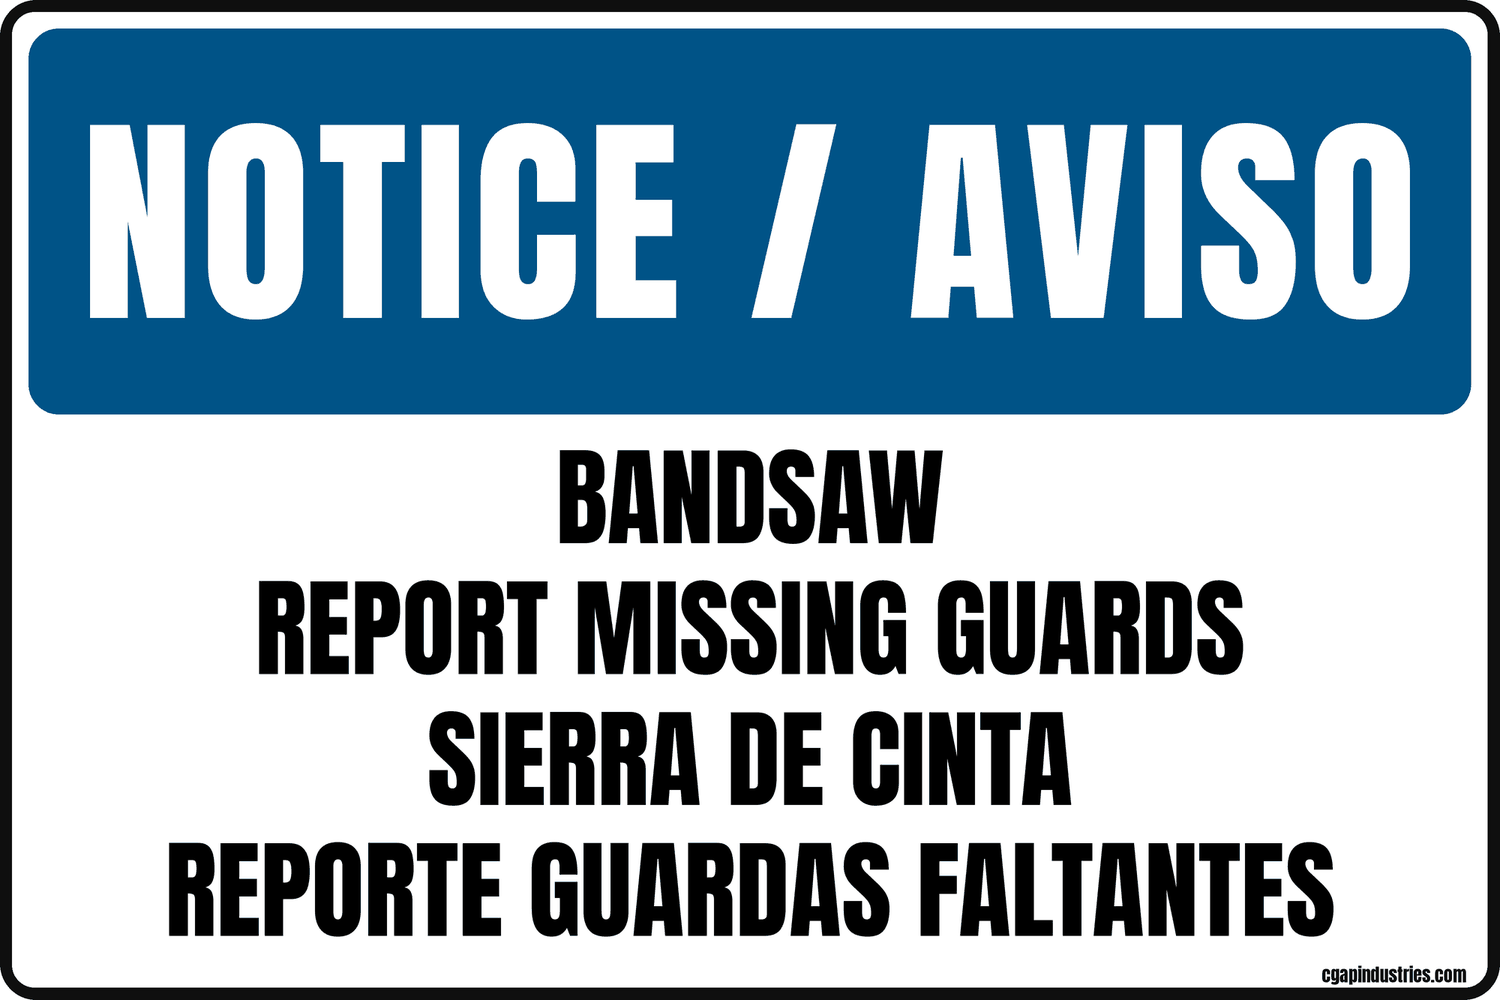 NOTICE / AVISO
BANDSAW
REPORT MISSING GUARDS
SIERRA DE CINTA
REPORTE GUARDAS FALTANTES
cgapindustries.com